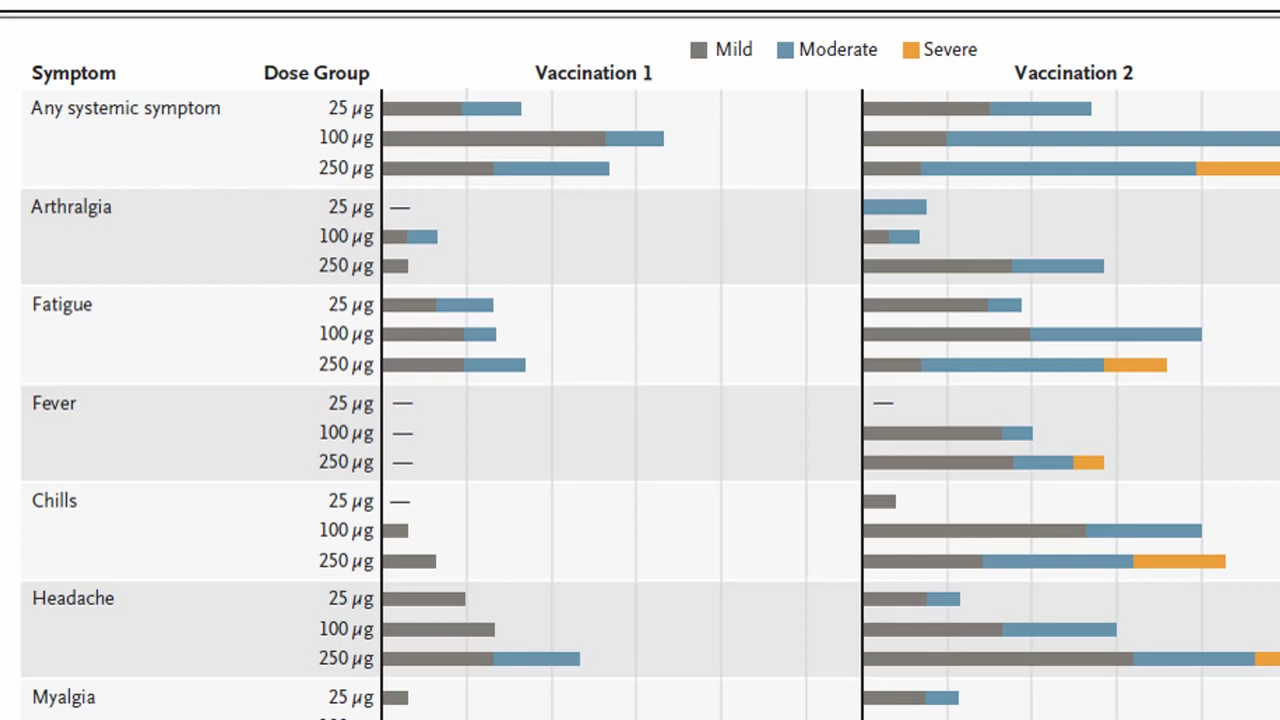 Mild Moderate Severe
Symptom Dose Group Vaccination 1 Vaccination 2
Any systemic symptom 25 µg
100 µg
250 µg
Arthralgia 25 µg
100 µg
250 µg
Fatigue 25 µg
100 µg
250 µg
Fever 25 µg
100 µg
250 µg
Chills 25 µg
100 µg
250 µg
Headache 25 µg
100 µg
250 µg
Myalgia 25 µg